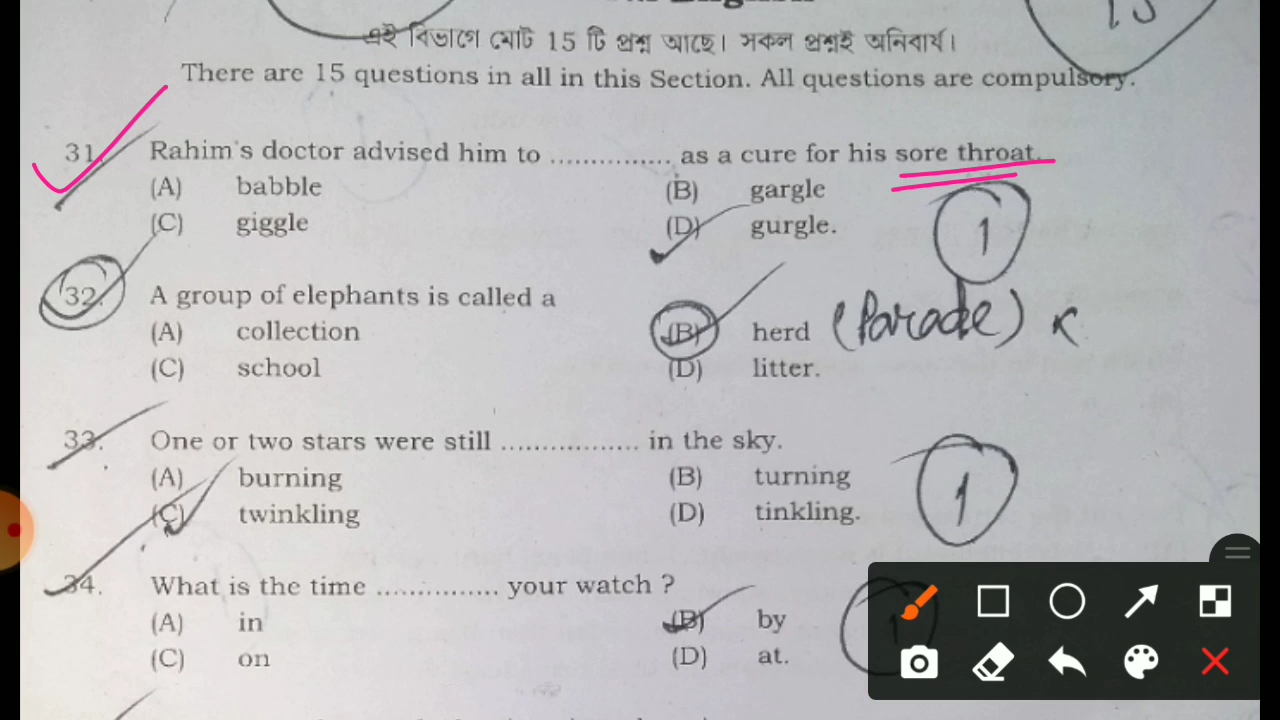 এই বিভাগে মোট 15 টি প্রশ্ন আছে। সকল প্রশ্নই অনিবার্য।
There are 15 questions in all in this Section. All questions are compulsory.
31. Rahim's doctor advised him to ............... as a cure for his sore throat.
(A) babble (B) gargle
(C) giggle (D) gurgle.
1
32. A group of elephants is called a
(A) collection (B) herd (Parade)
(C) school (D) litter.
33. One or two stars were still ................. in the sky.
(A) burning (B) turning
(C) twinkling (D) tinkling.
1
34. What is the time ............... your watch ?
(A) in (B) by
(C) on (D) at.
1